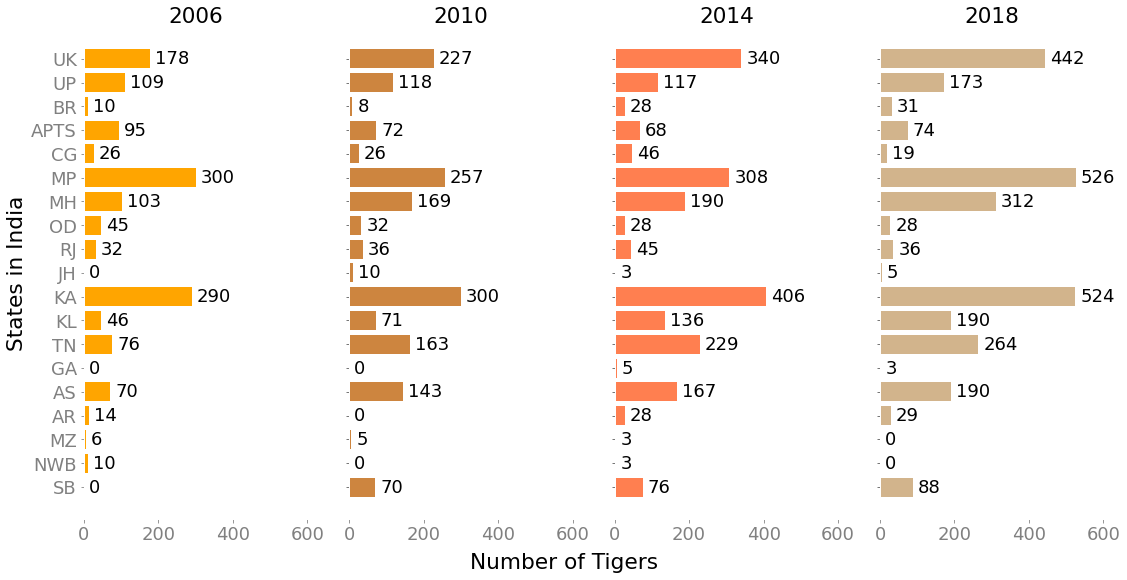 2006 2010 2014 2018
UK 178 227 340 442
UP 109 118 117 173
BR 10 8 28 31
APTS 95 72 68 74
CG 26 26 46 19
MP 300 257 308 526
MH 103 169 190 312
OD 45 32 28 28
RJ 32 36 45 36
JH 0 10 3 5
KA 290 300 406 524
KL 46 71 136 190
TN 76 163 229 264
GA 0 0 5 3
AS 70 143 167 190
AR 14 0 28 29
MZ 6 5 3 0
NWB 10 0 3 0
SB 0 70 76 88
States in India
0 200 400 600 0 200 400 600 0 200 400 600 0 200 400 600
Number of Tigers